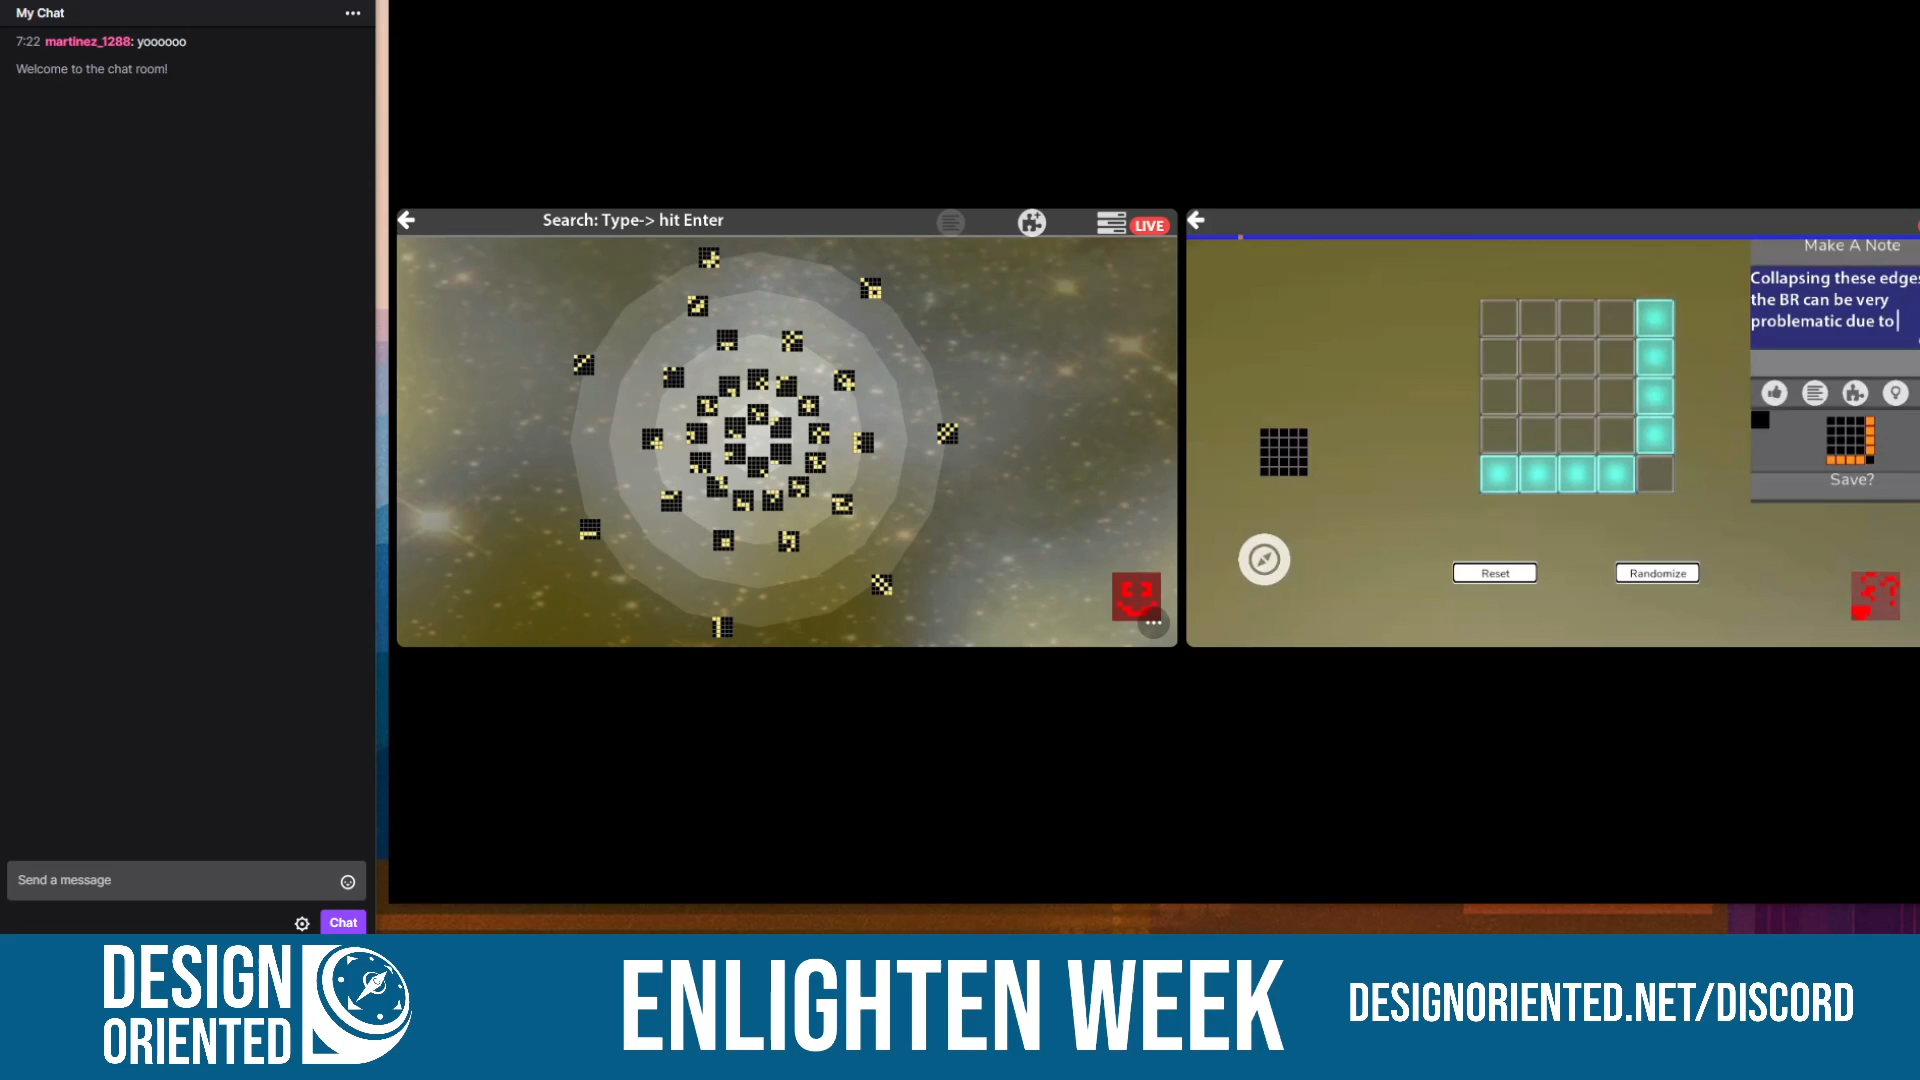 My Chat
7:22 martinez_1288: yoooooo
Welcome to the chat room!
Send a message
Chat
Search: Type-> hit Enter
LIVE
Make A Note
Collapsing these edges
the BR can be very
problematic due to
Save?
Reset
Randomize
DESIGN
ORIENTED
ENLIGHTEN WEEK
DESIGNORIENTED.NET/DISCORD